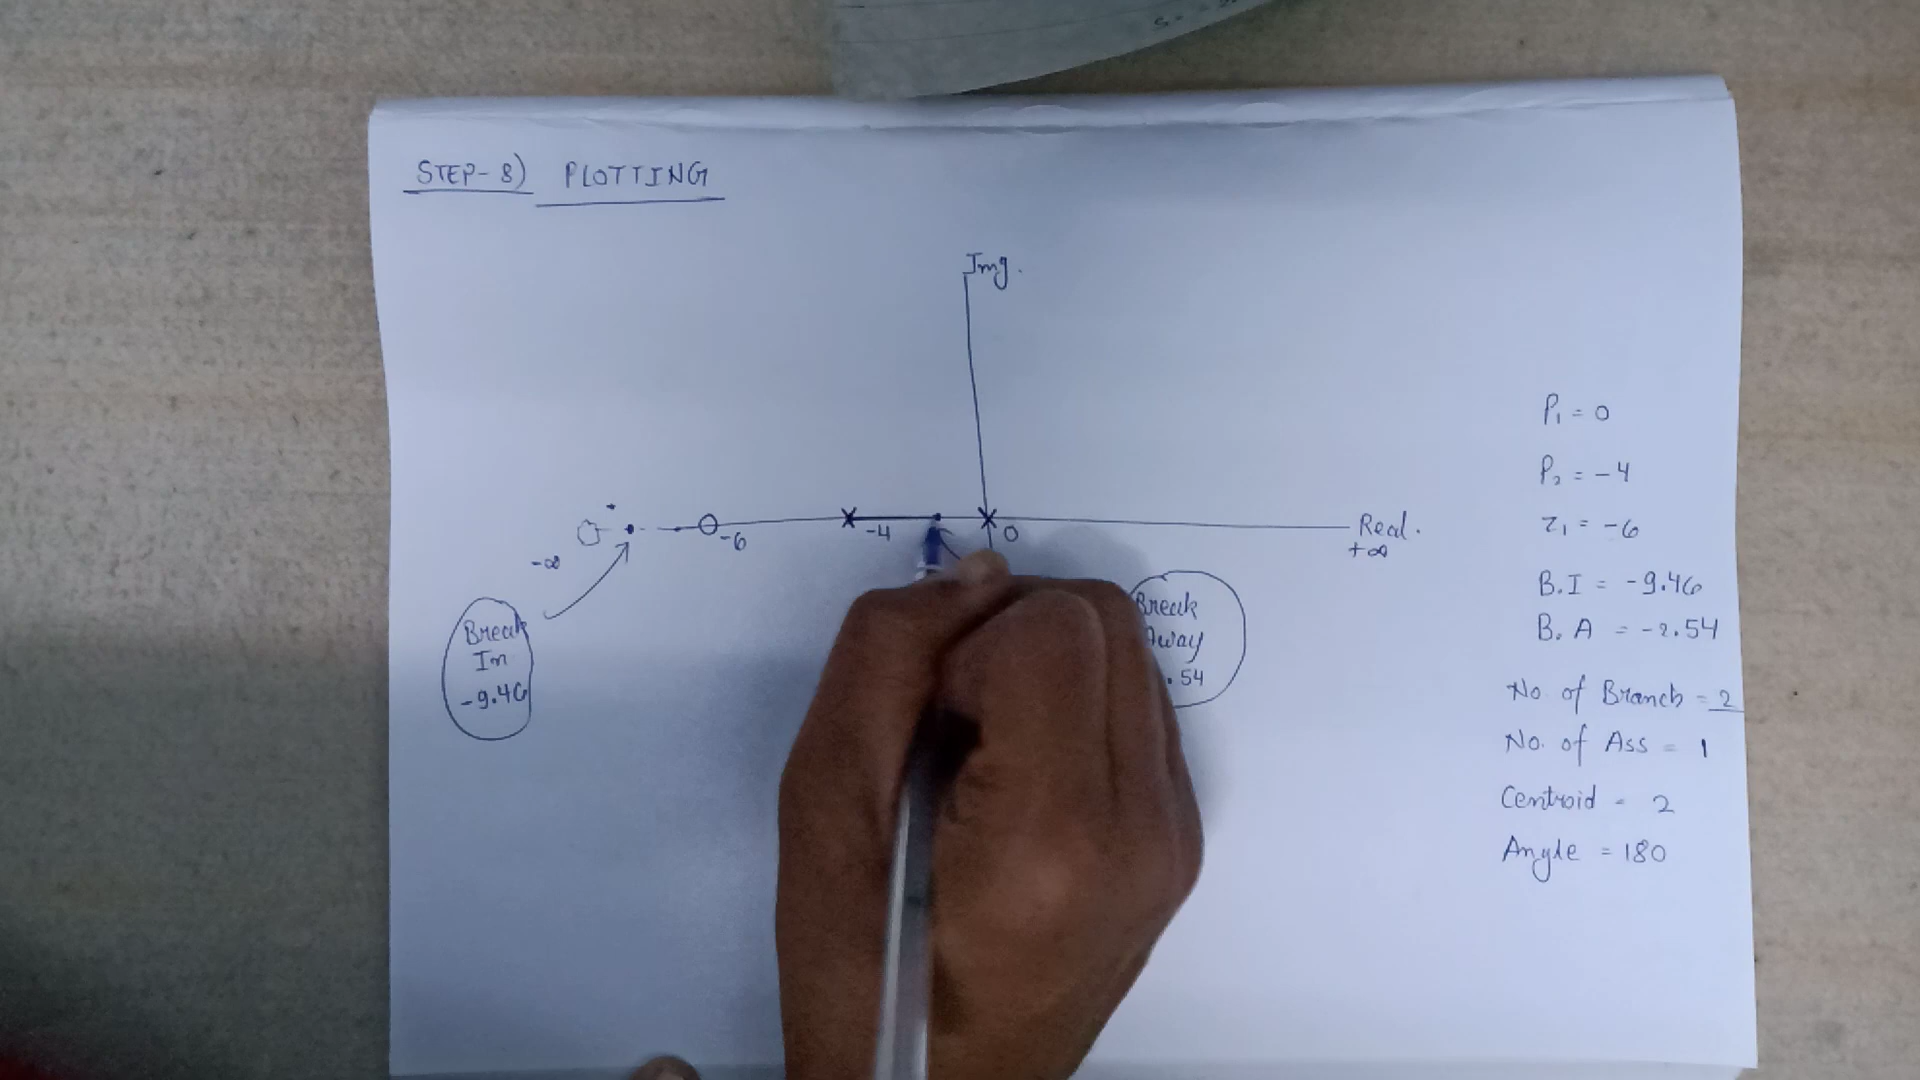 STEP-8) PLOTTING
Img.
-6
-4
0
Real.
-∞
+∞
Break
In
-9.46
Break
Away
.54
P₁ = 0
P₂ = -4
Z₁ = -6
B.I = -9.46
B.A = -2.54
No. of Branch = 2
No. of Ass = 1
Centroid = 2
Angle = 180